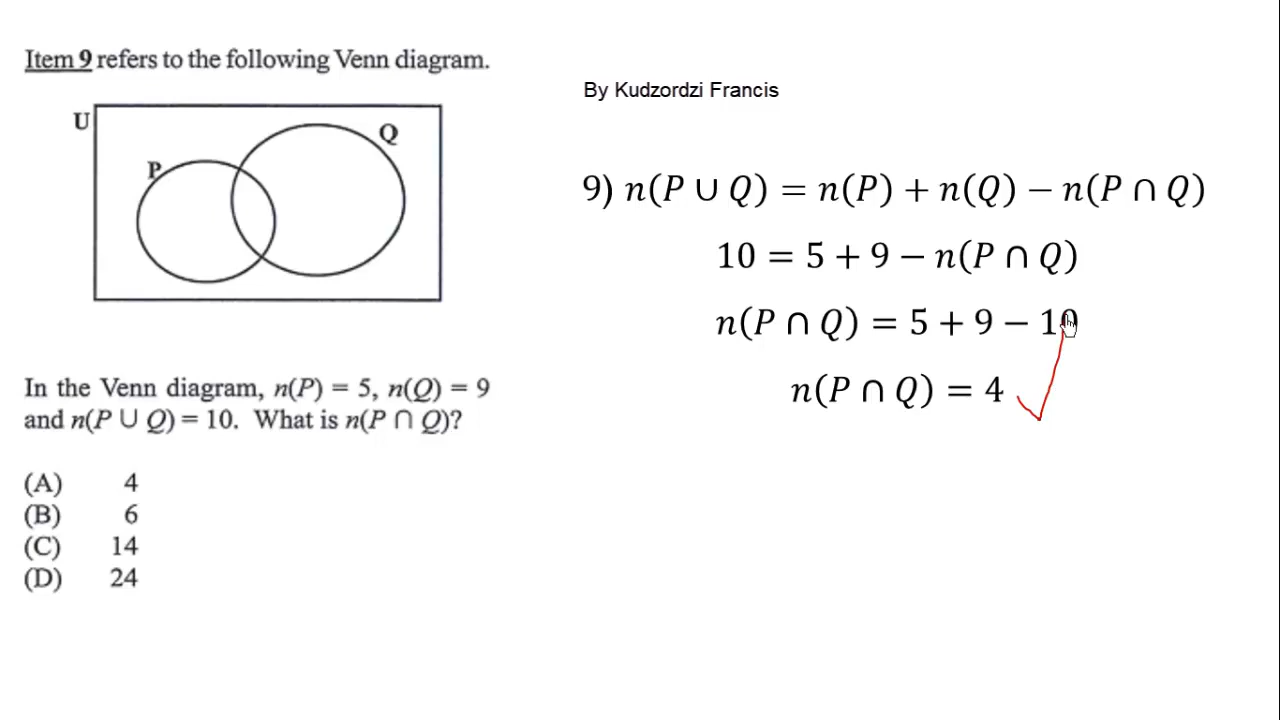 Item 9 refers to the following Venn diagram.
U
P
Q
In the Venn diagram, n(P) = 5, n(Q) = 9
and n(P ∪ Q) = 10. What is n(P ∩ Q)?
(A) 4
(B) 6
(C) 14
(D) 24
By Kudzordzi Francis
9) n(P ∪ Q) = n(P) + n(Q) − n(P ∩ Q)
10 = 5 + 9 − n(P ∩ Q)
n(P ∩ Q) = 5 + 9 − 10
n(P ∩ Q) = 4